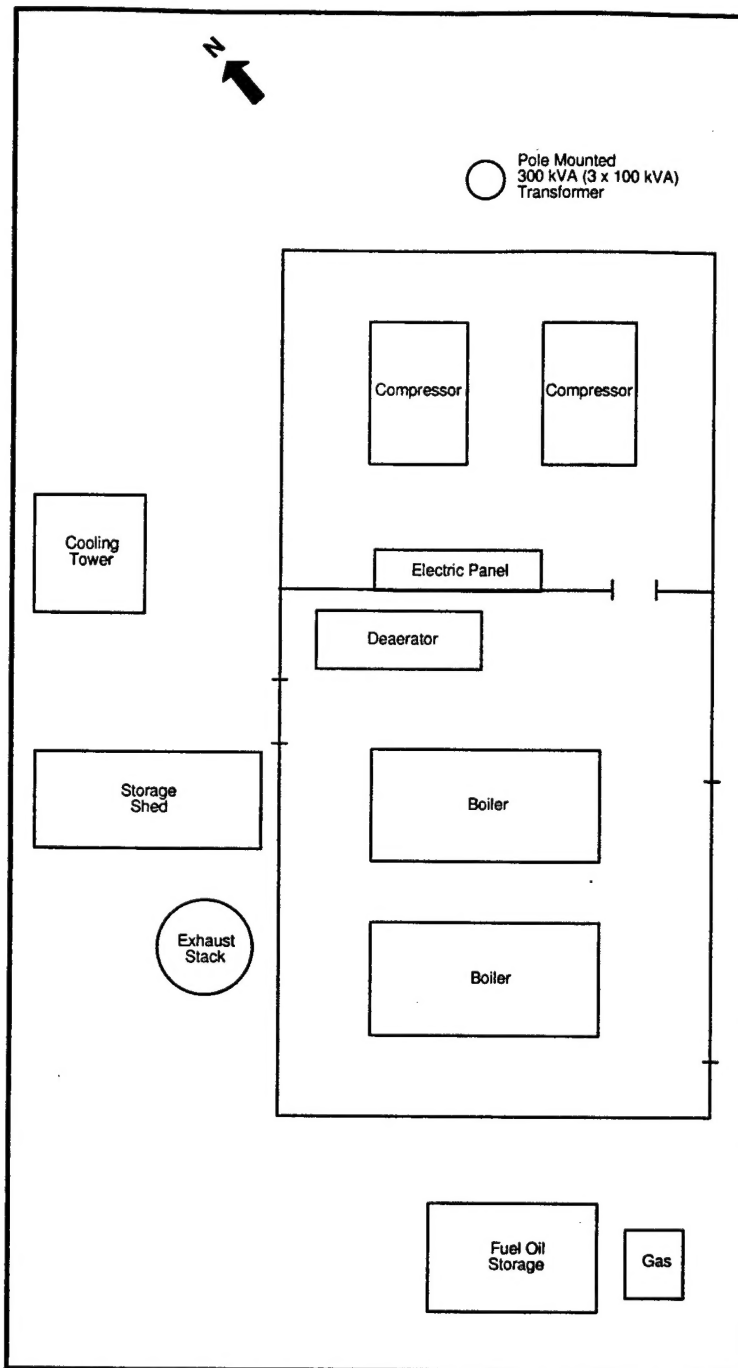 N
Pole Mounted
300 kVA (3 x 100 kVA)
Transformer
Compressor
Compressor
Electric Panel
Cooling
Tower
Deaerator
Storage
Shed
Boiler
Exhaust
Stack
Boiler
Fuel Oil
Storage
Gas